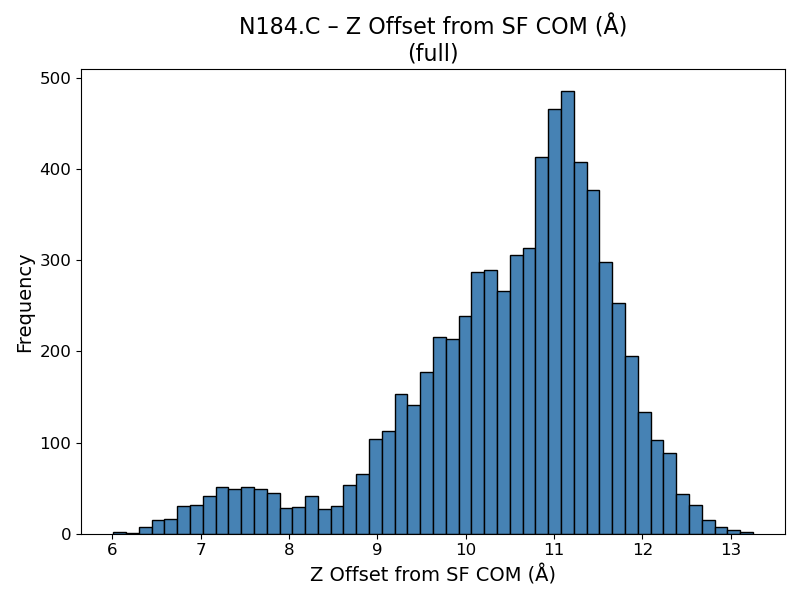 N184.C – Z Offset from SF COM (Å)
(full)
Frequency
500
400
300
200
100
0
6 7 8 9 10 11 12 13
Z Offset from SF COM (Å)